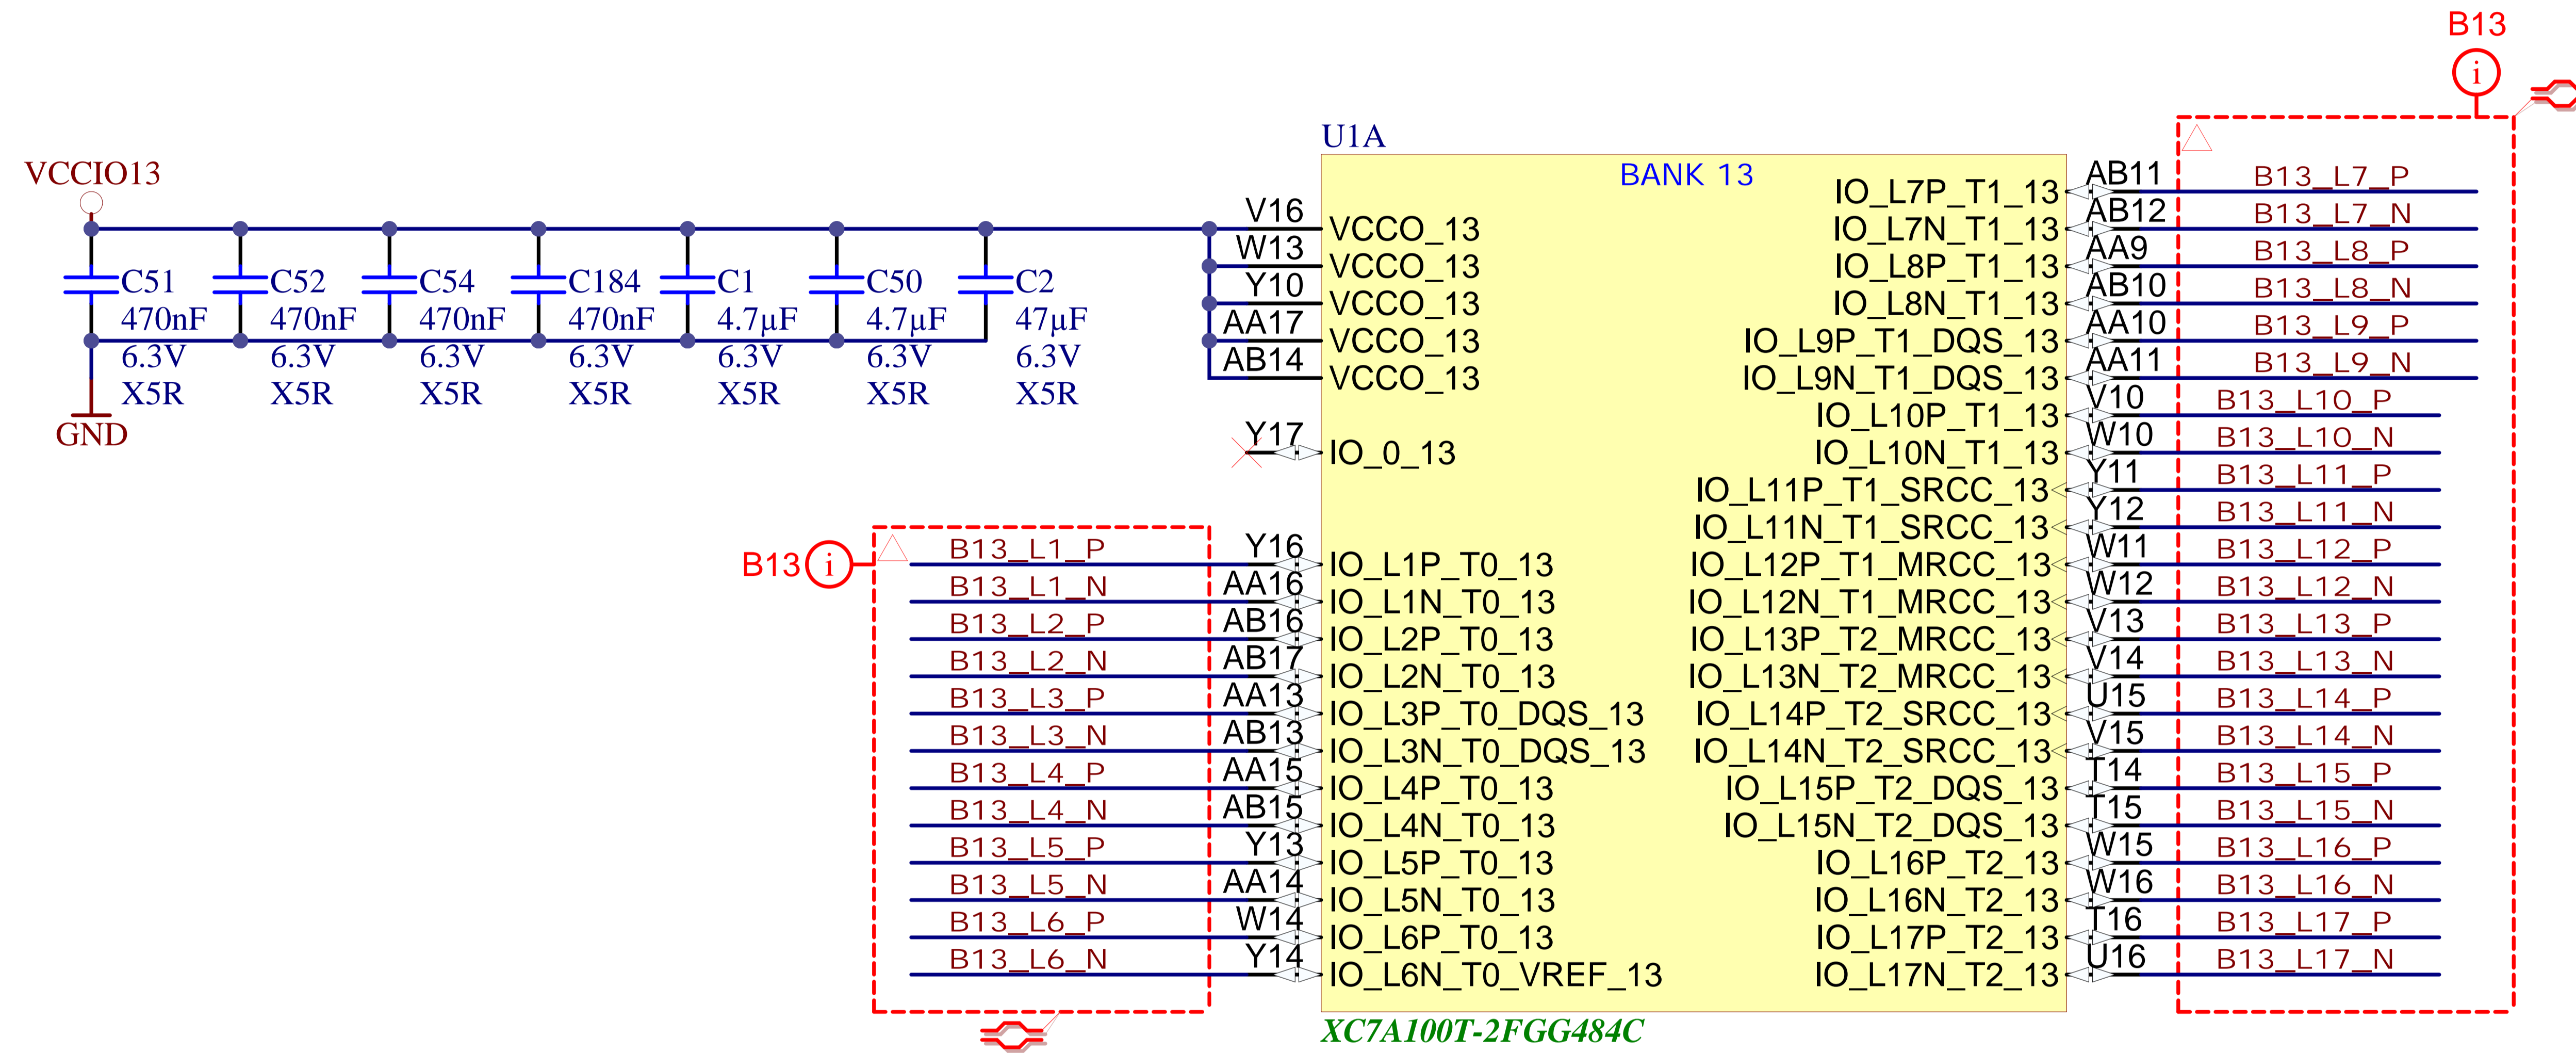 B13
i
U1A
VCCIO13
C51
470nF
6.3V
X5R
C52
470nF
6.3V
X5R
C54
470nF
6.3V
X5R
C184
470nF
6.3V
X5R
C1
4.7µF
6.3V
X5R
C50
4.7µF
6.3V
X5R
C2
47µF
6.3V
X5R
GND
BANK 13
V16 VCCO_13
W13 VCCO_13
Y10 VCCO_13
AA17 VCCO_13
AB14 VCCO_13
Y17 IO_0_13
B13 i
B13_L1_P Y16 IO_L1P_T0_13
B13_L1_N AA16 IO_L1N_T0_13
B13_L2_P AB16 IO_L2P_T0_13
B13_L2_N AB17 IO_L2N_T0_13
B13_L3_P AA13 IO_L3P_T0_DQS_13
B13_L3_N AB13 IO_L3N_T0_DQS_13
B13_L4_P AA15 IO_L4P_T0_13
B13_L4_N AB15 IO_L4N_T0_13
B13_L5_P Y13 IO_L5P_T0_13
B13_L5_N AA14 IO_L5N_T0_13
B13_L6_P W14 IO_L6P_T0_13
B13_L6_N Y14 IO_L6N_T0_VREF_13
IO_L7P_T1_13 AB11 B13_L7_P
IO_L7N_T1_13 AB12 B13_L7_N
IO_L8P_T1_13 AA9 B13_L8_P
IO_L8N_T1_13 AB10 B13_L8_N
IO_L9P_T1_DQS_13 AA10 B13_L9_P
IO_L9N_T1_DQS_13 AA11 B13_L9_N
IO_L10P_T1_13 V10 B13_L10_P
IO_L10N_T1_13 W10 B13_L10_N
IO_L11P_T1_SRCC_13 Y11 B13_L11_P
IO_L11N_T1_SRCC_13 Y12 B13_L11_N
IO_L12P_T1_MRCC_13 W11 B13_L12_P
IO_L12N_T1_MRCC_13 W12 B13_L12_N
IO_L13P_T2_MRCC_13 V13 B13_L13_P
IO_L13N_T2_MRCC_13 V14 B13_L13_N
IO_L14P_T2_SRCC_13 U15 B13_L14_P
IO_L14N_T2_SRCC_13 V15 B13_L14_N
IO_L15P_T2_DQS_13 T14 B13_L15_P
IO_L15N_T2_DQS_13 T15 B13_L15_N
IO_L16P_T2_13 W15 B13_L16_P
IO_L16N_T2_13 W16 B13_L16_N
IO_L17P_T2_13 T16 B13_L17_P
IO_L17N_T2_13 U16 B13_L17_N
XC7A100T-2FGG484C